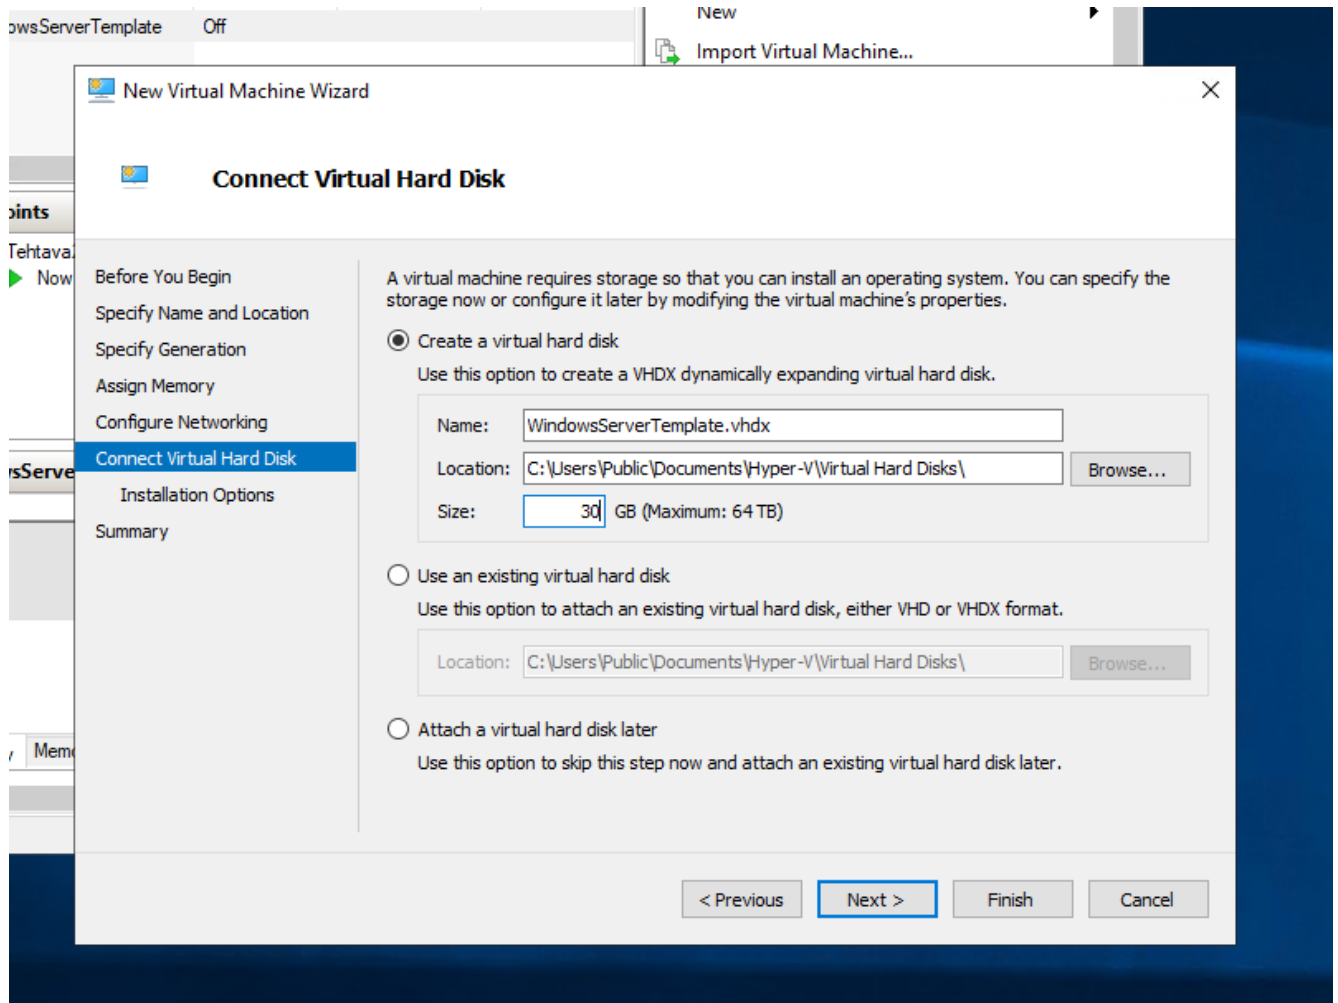 owsServerTemplate Off
New
Import Virtual Machine...
New Virtual Machine Wizard
Connect Virtual Hard Disk
oints
Tehtava
Now
Before You Begin
Specify Name and Location
Specify Generation
Assign Memory
Configure Networking
Connect Virtual Hard Disk
Installation Options
Summary
A virtual machine requires storage so that you can install an operating system. You can specify the
storage now or configure it later by modifying the virtual machine's properties.
Create a virtual hard disk
Use this option to create a VHDX dynamically expanding virtual hard disk.
Name: WindowsServerTemplate.vhdx
Location: C:\Users\Public\Documents\Hyper-V\Virtual Hard Disks\ Browse...
Size: 30 GB (Maximum: 64 TB)
Use an existing virtual hard disk
Use this option to attach an existing virtual hard disk, either VHD or VHDX format.
Location: C:\Users\Public\Documents\Hyper-V\Virtual Hard Disks\ Browse...
Attach a virtual hard disk later
Use this option to skip this step now and attach an existing virtual hard disk later.
vsServe
Mem
< Previous Next > Finish Cancel